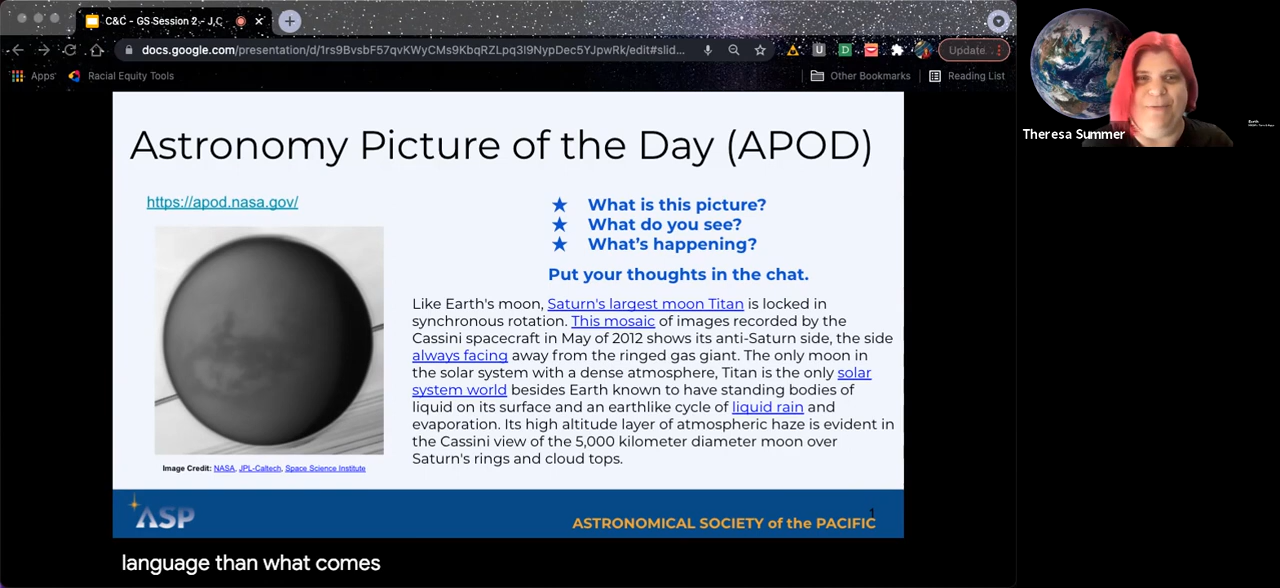 C&C - GS Session 2 - J,C
docs.google.com/presentation/d/1rs9BvsbF57qvKWyCMs9KbqRZLpq3I9NypDec5YJpwRk/edit#slid...
Update
Apps
Racial Equity Tools
Other Bookmarks
Reading List
Theresa Summer
Earth
Astronomy Picture of the Day (APOD)
https://apod.nasa.gov/
★ What is this picture?
★ What do you see?
★ What's happening?
Put your thoughts in the chat.
Like Earth's moon, Saturn's largest moon Titan is locked in
synchronous rotation. This mosaic of images recorded by the
Cassini spacecraft in May of 2012 shows its anti-Saturn side, the side
always facing away from the ringed gas giant. The only moon in
the solar system with a dense atmosphere, Titan is the only solar
system world besides Earth known to have standing bodies of
liquid on its surface and an earthlike cycle of liquid rain and
evaporation. Its high altitude layer of atmospheric haze is evident in
the Cassini view of the 5,000 kilometer diameter moon over
Saturn's rings and cloud tops.
Image Credit: NASA, JPL-Caltech, Space Science Institute
ASP
1
ASTRONOMICAL SOCIETY of the PACIFIC
language than what comes